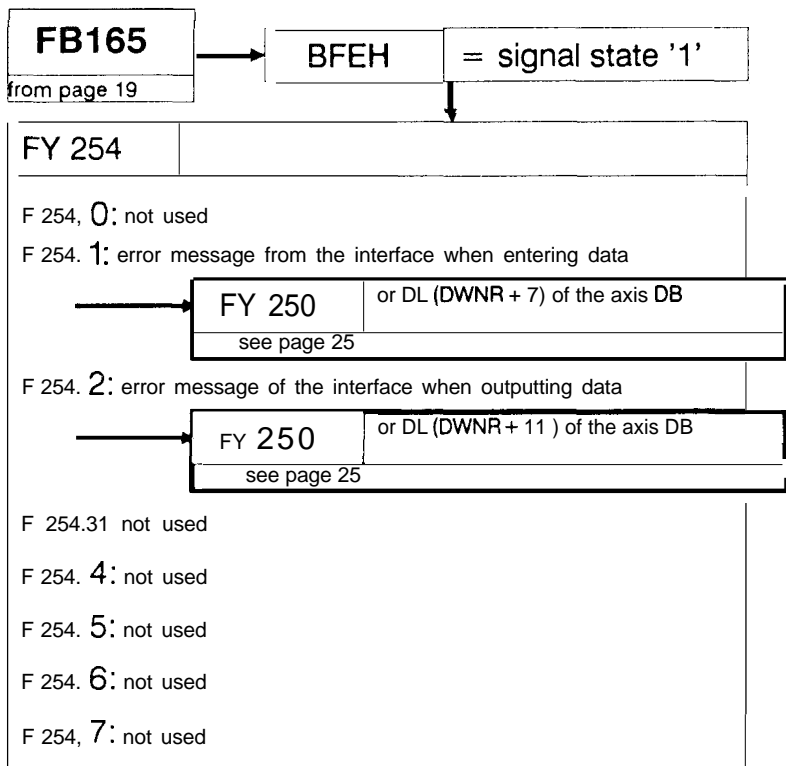 FB165
from page 19
BFEH = signal state '1'
FY 254
F 254, 0: not used
F 254. 1: error message from the interface when entering data
FY 250 or DL (DWNR + 7) of the axis DB
see page 25
F 254. 2: error message of the interface when outputting data
FY 250 or DL (DWNR + 11 ) of the axis DB
see page 25
F 254.31 not used
F 254. 4: not used
F 254. 5: not used
F 254. 6: not used
F 254, 7: not used